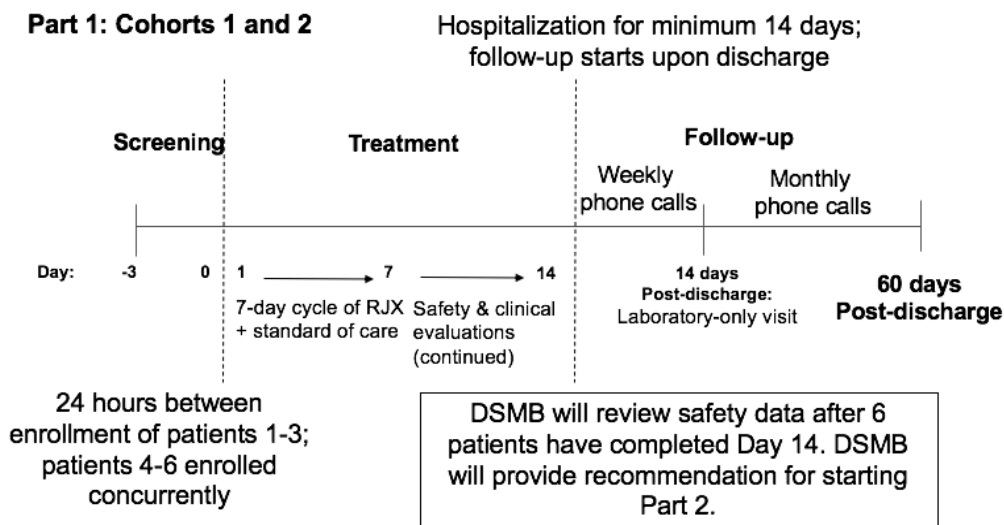 Part 1: Cohorts 1 and 2
Hospitalization for minimum 14 days;
follow-up starts upon discharge
Screening
Treatment
Follow-up
Weekly
phone calls
Monthly
phone calls
Day: -3 0 1 7 14
7-day cycle of RJX
+ standard of care
Safety & clinical
evaluations
(continued)
14 days
Post-discharge:
Laboratory-only visit
60 days
Post-discharge
24 hours between
enrollment of patients 1-3;
patients 4-6 enrolled
concurrently
DSMB will review safety data after 6
patients have completed Day 14. DSMB
will provide recommendation for starting
Part 2.